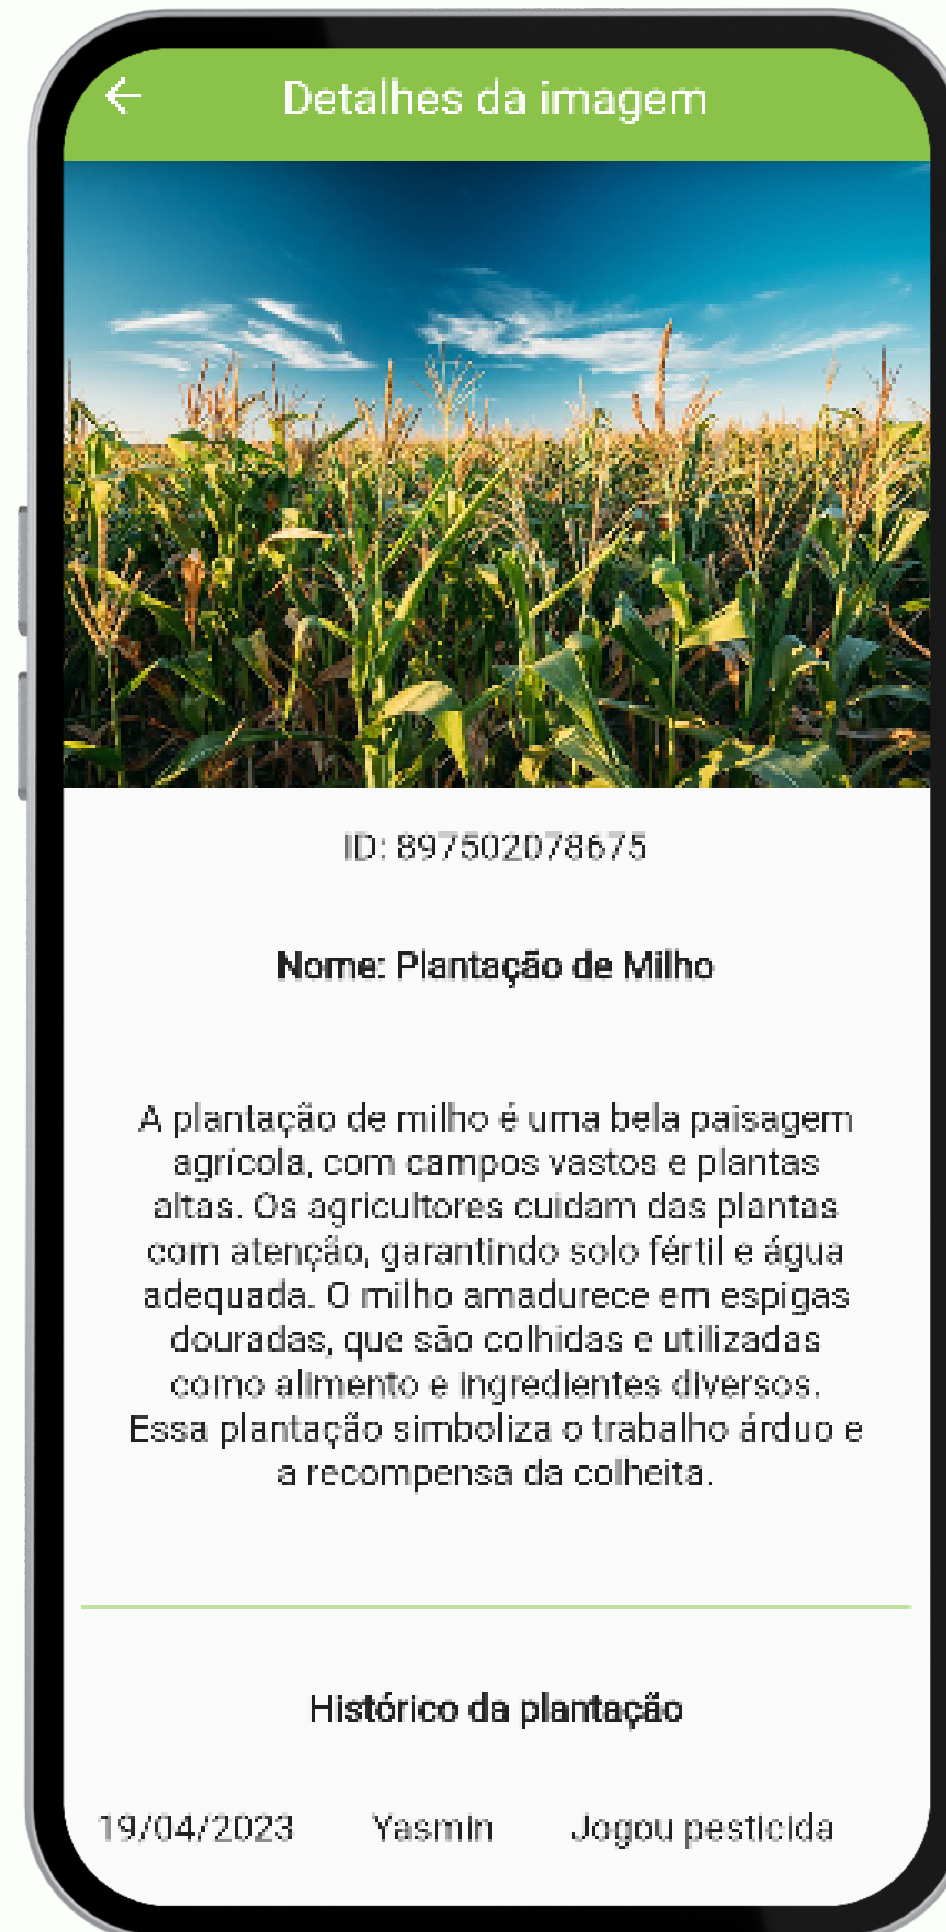 Detalhes da imagem
ID: 897502078675
Nome: Plantação de Milho
A plantação de milho é uma bela paisagem
agrícola, com campos vastos e plantas
altas. Os agricultores cuidam das plantas
com atenção, garantindo solo fértil e água
adequada. O milho amadurece em espigas
douradas, que são colhidas e utilizadas
como alimento e ingredientes diversos.
Essa plantação simboliza o trabalho árduo e
a recompensa da colheita.
Histórico da plantação
19/04/2023 Yasmin Jogou pesticida